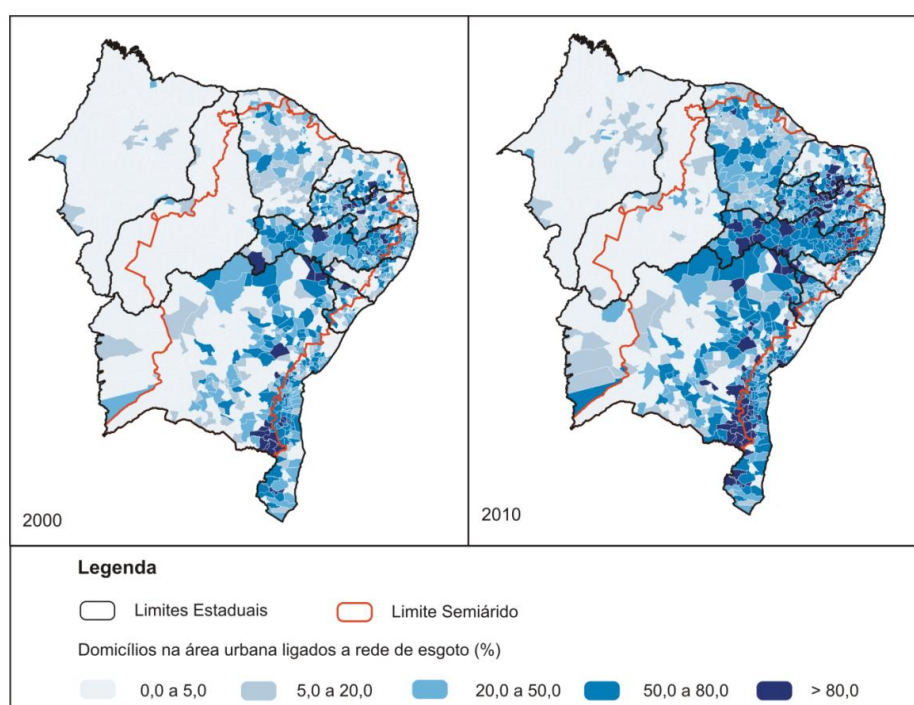 2000
2010
Legenda
Limites Estaduais
Limite Semiárido
Domicílios na área urbana ligados a rede de esgoto (%)
0,0 a 5,0
5,0 a 20,0
20,0 a 50,0
50,0 a 80,0
> 80,0